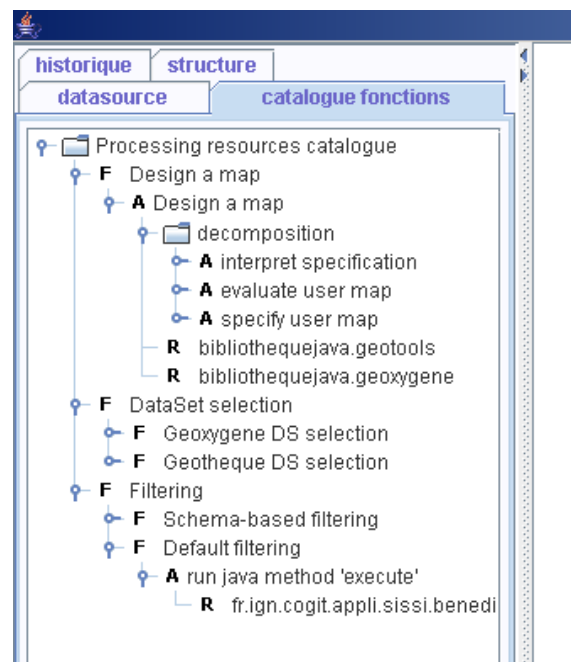 historique structure
datasource catalogue fonctions
Processing resources catalogue
F Design a map
A Design a map
decomposition
A interpret specification
A evaluate user map
A specify user map
R bibliothequejava.geotools
R bibliothequejava.geoxygene
F DataSet selection
F Geoxygene DS selection
F Geotheque DS selection
F Filtering
F Schema-based filtering
F Default filtering
A run java method 'execute'
R fr.ign.cogit.appli.sissi.benedi